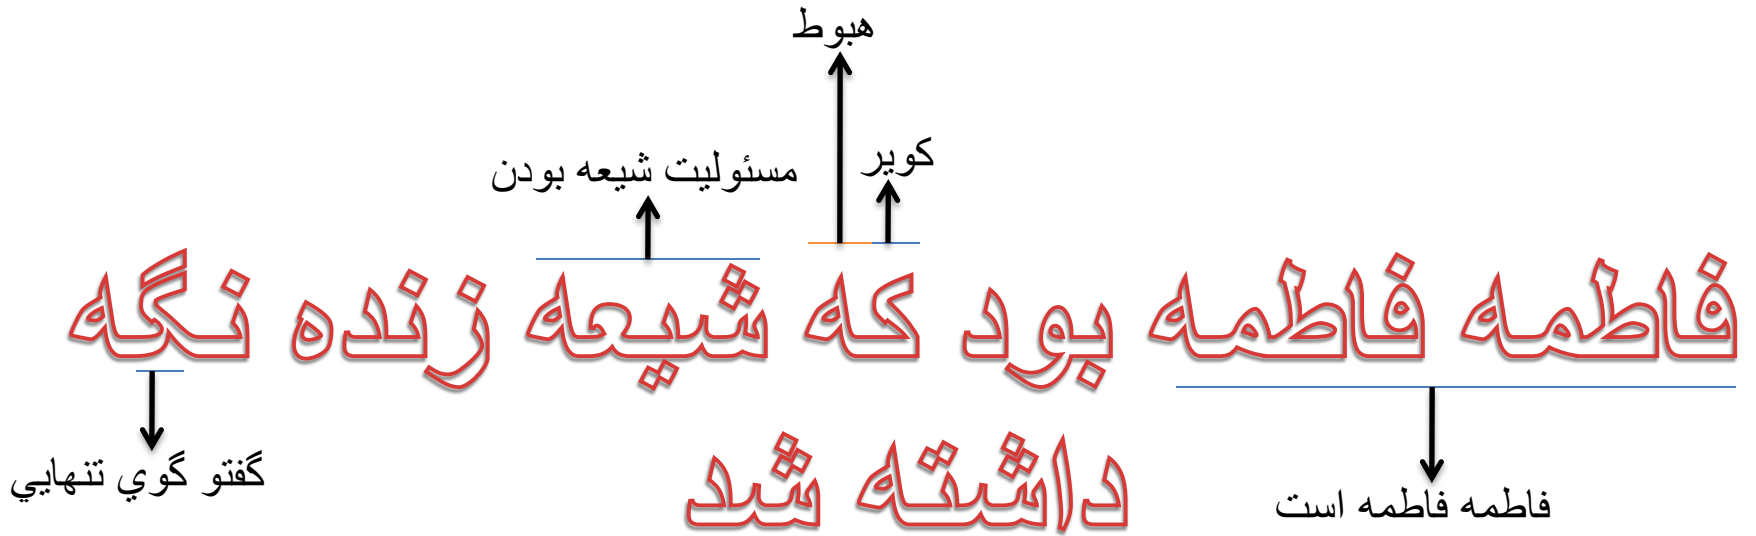 هبوط
کویر
مسئولیت شیعه بودن
فاطمه فاطمه بود که شیعه زنده نگه
داشته شد
گفتو گوي تنهايي
فاطمه فاطمه است